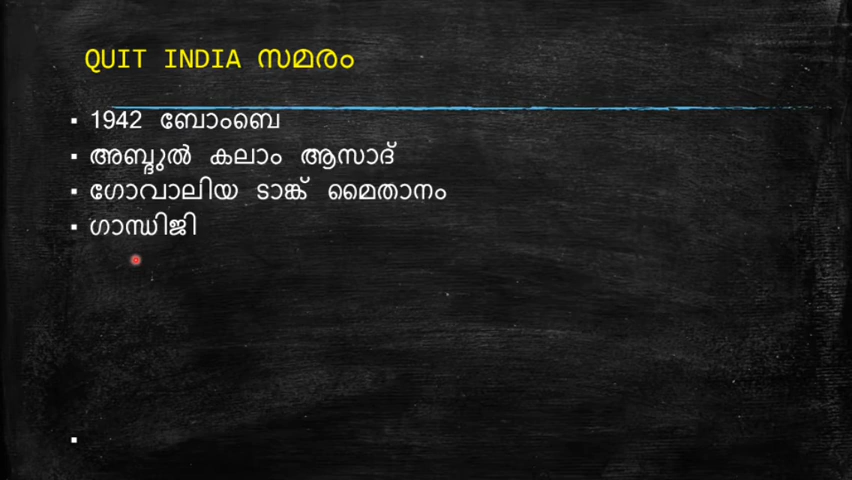 QUIT INDIA സമരം
▪ 1942 ബോംബെ
▪ അബ്ദുൽ കലാം ആസാദ്
▪ ഗോവാലിയ ടാങ്ക് മൈതാനം
▪ ഗാന്ധിജി
▪